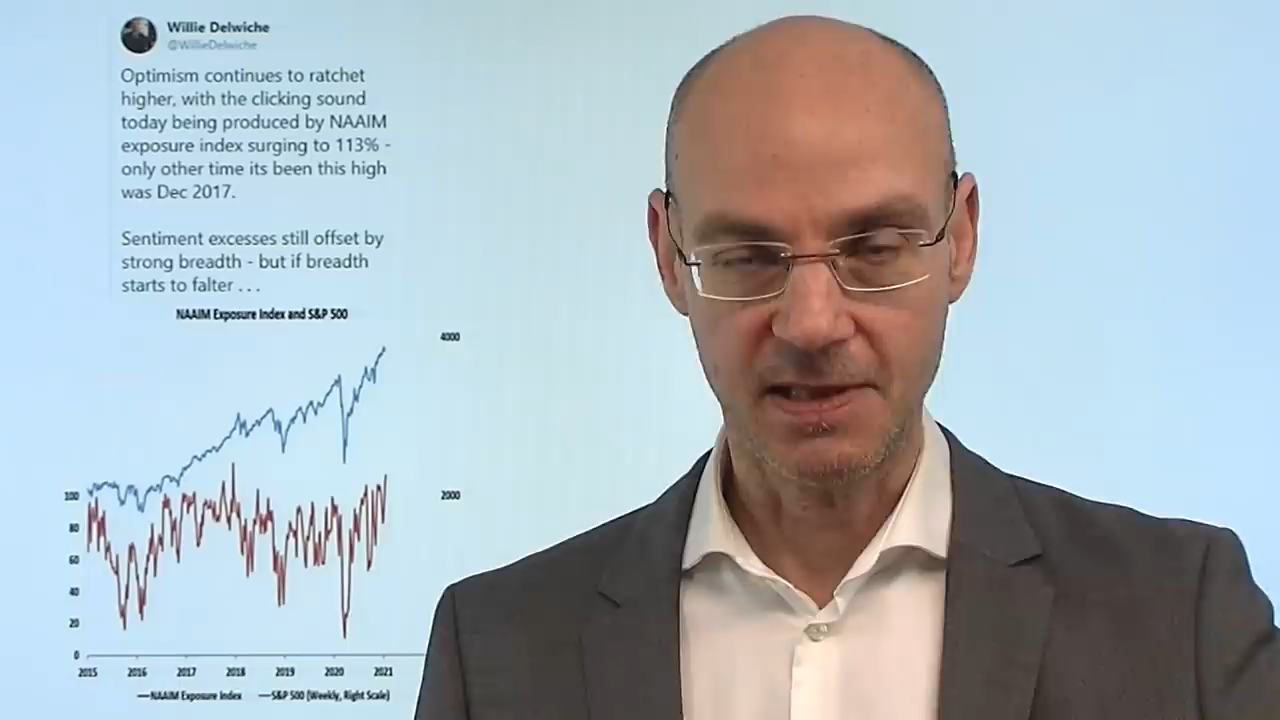 Willie Delwiche
@WillieDelwiche
Optimism continues to ratchet
higher, with the clicking sound
today being produced by NAAIM
exposure index surging to 113% -
only other time its been this high
was Dec 2017.
Sentiment excesses still offset by
strong breadth - but if breadth
starts to falter . . .
NAAIM Exposure Index and S&P 500
4000
100
2000
80
60
40
20
0
2015 2016 2017 2018 2019 2020 2021
NAAIM Exposure Index S&P 500 (Weekly, Right Scale)